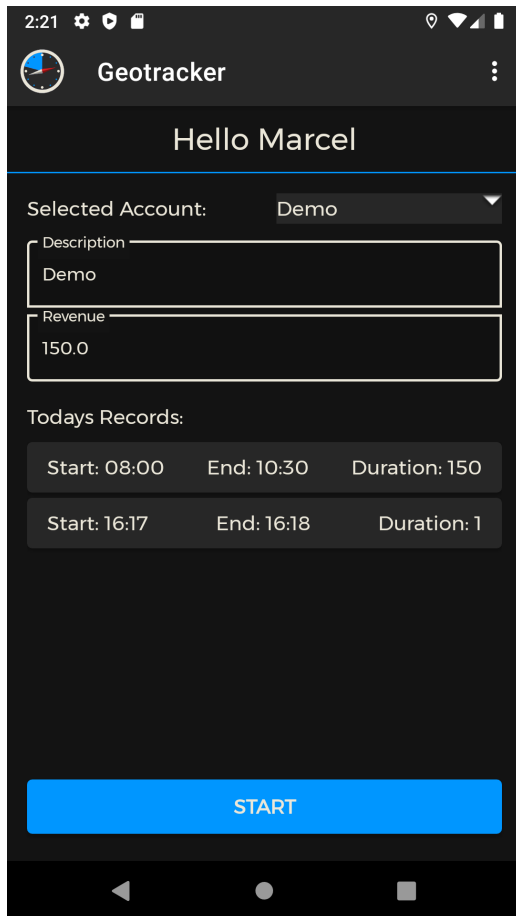 2:21
Geotracker
Hello Marcel
Selected Account: Demo
Description
Demo
Revenue
150.0
Todays Records:
Start: 08:00 End: 10:30 Duration: 150
Start: 16:17 End: 16:18 Duration: 1
START